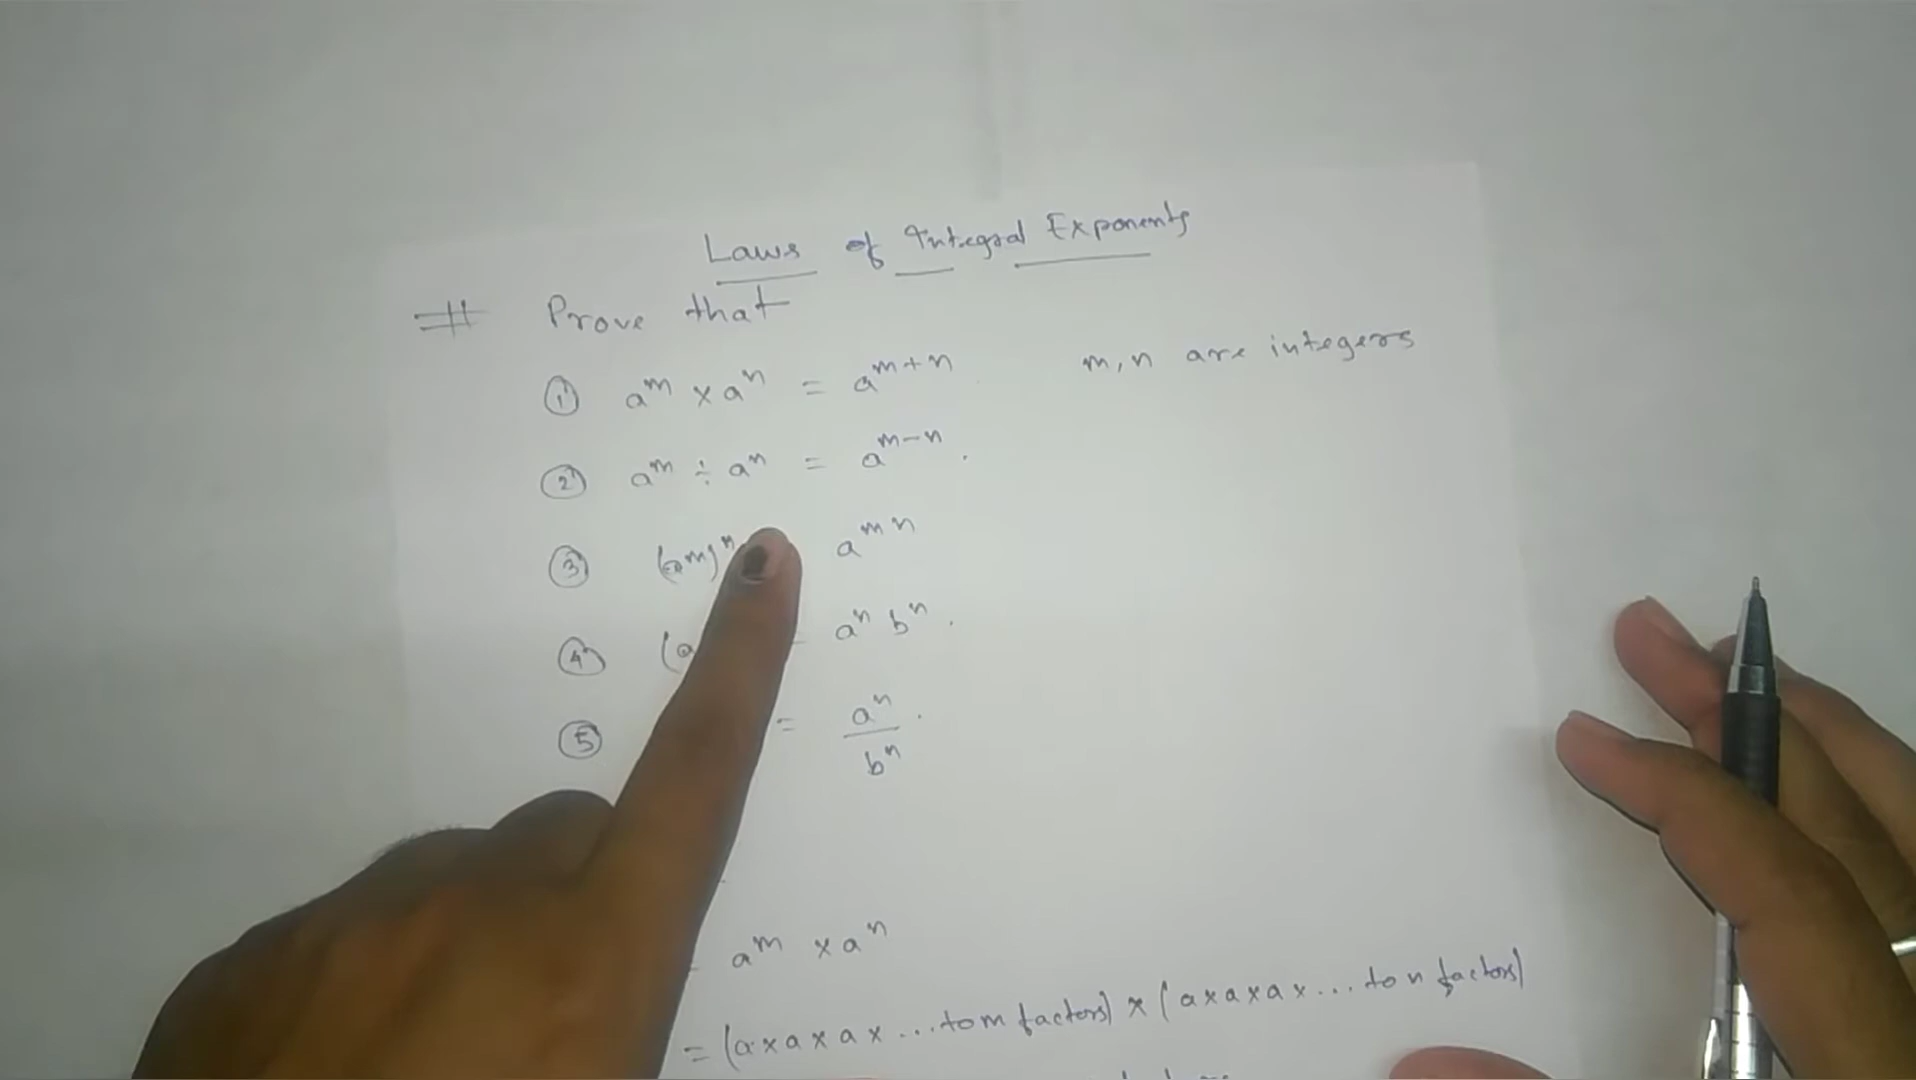 Laws of Integral Exponents
# Prove that
① a^m × a^n = a^{m+n} m, n are integers
② a^m ÷ a^n = a^{m-n}.
③ (a^m)^n a^{mn}
④ (a = a^n b^n.
⑤ = a^n / b^n.
a^m × a^n
= (a×a×a×...to m factors) × (a×a×a×...to n factors)